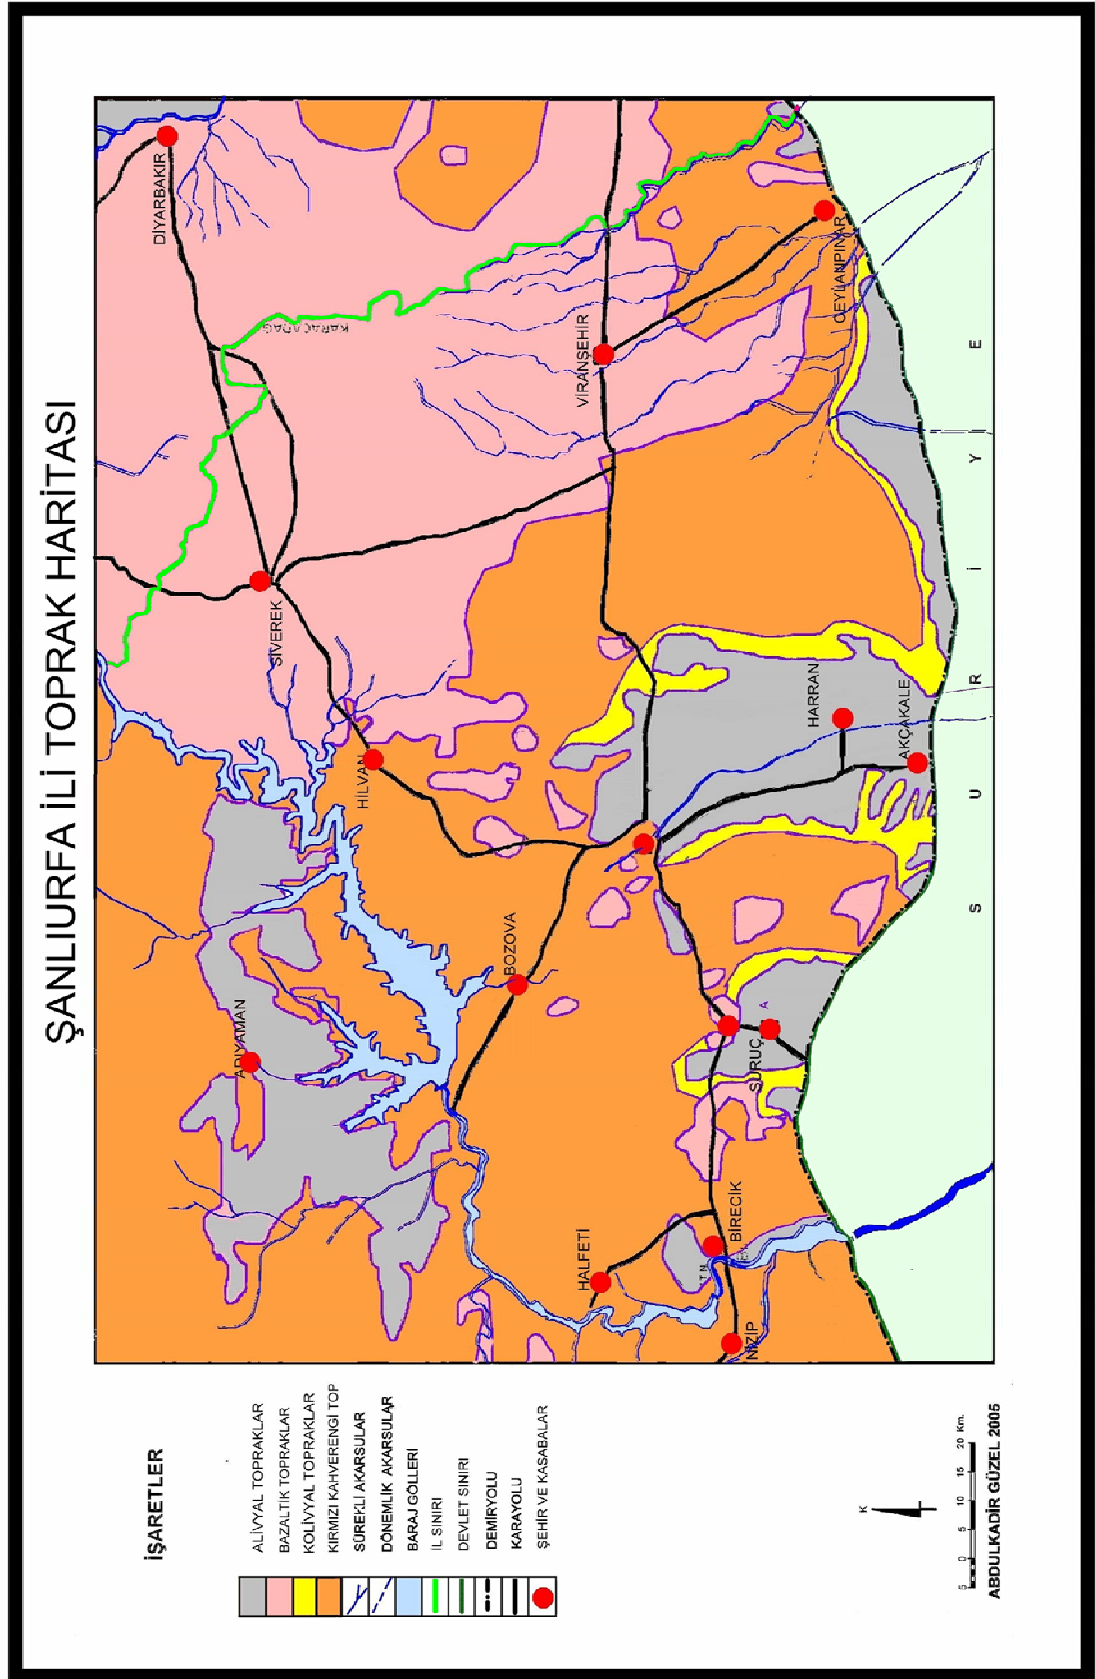 ŞANLIURFA İLİ TOPRAK HARİTASI
DİYARBAKIR
KARACADAĞ
SİVEREK
VİRANŞEHİR
CEYLANPINAR
HİLVAN
HARRAN
AKÇAKALE
ADIYAMAN
BOZOVA
SURUÇ
A
HALFETİ
BİRECİK
NİZİP
S U R İ Y E
İŞARETLER
ALİVYAL TOPRAKLAR
BAZALTİK TOPRAKLAR
KOLİVYAL TOPRAKLAR
KIRMIZI KAHVERENGİ TOP
SÜREKLİ AKARSULAR
DÖNEMLİK AKARSULAR
BARAJ GÖLLERİ
İL SINIRI
DEVLET SINIRI
DEMİRYOLU
KARAYOLU
ŞEHİR VE KASABALAR
K
5 0 5 10 15 20 Km.
ABDULKADİR GÜZEL 2005